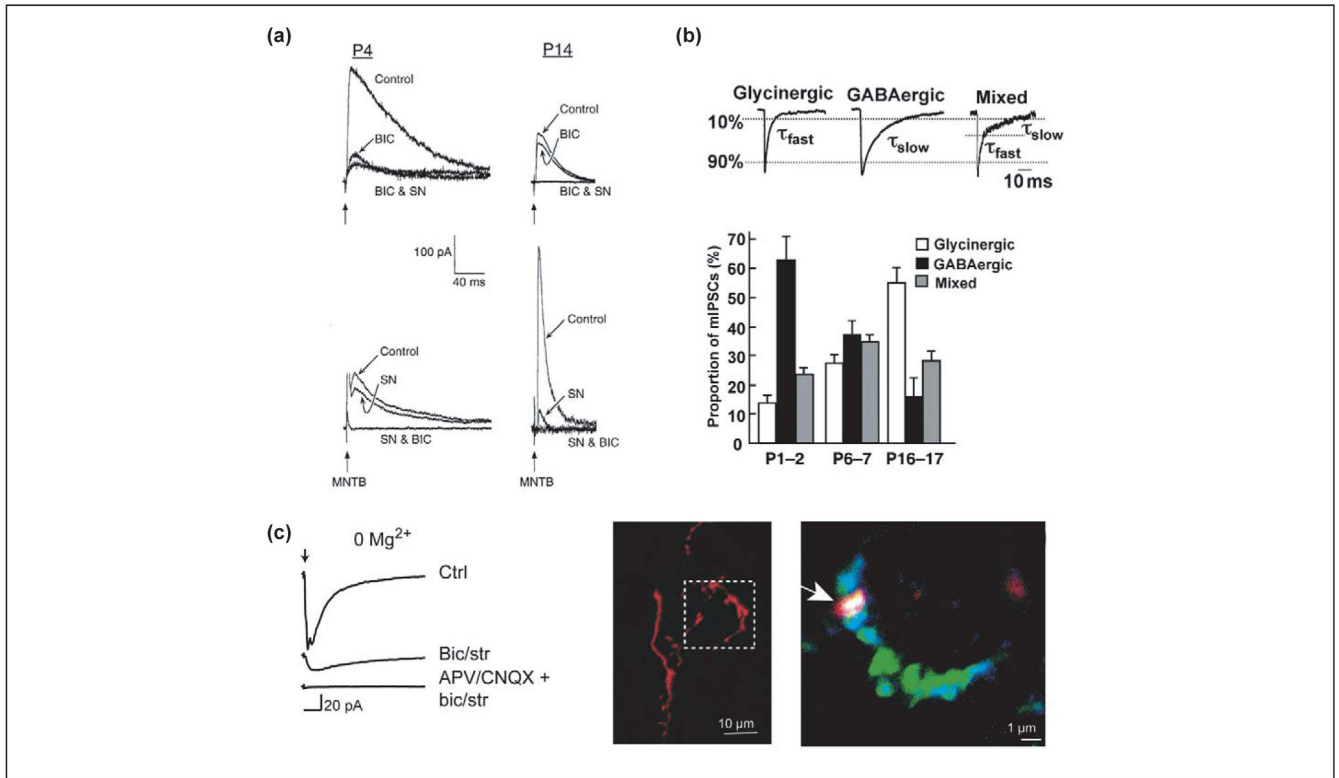 (a)
P4
P14
Control
BIC
BIC & SN
Control
BIC
BIC & SN
100 pA
40 ms
Control
SN
SN & BIC
MNTB
Control
SN
SN & BIC
MNTB
(b)
Glycinergic GABAergic Mixed
10%
90%
τfast
τslow
τfast
τslow
10 ms
Proportion of mIPSCs (%)
70
60
50
40
30
20
10
0
Glycinergic
GABAergic
Mixed
P1–2 P6–7 P16–17
(c)
0 Mg2+
Ctrl
Bic/str
APV/CNQX +
bic/str
20 pA
10 µm
1 µm